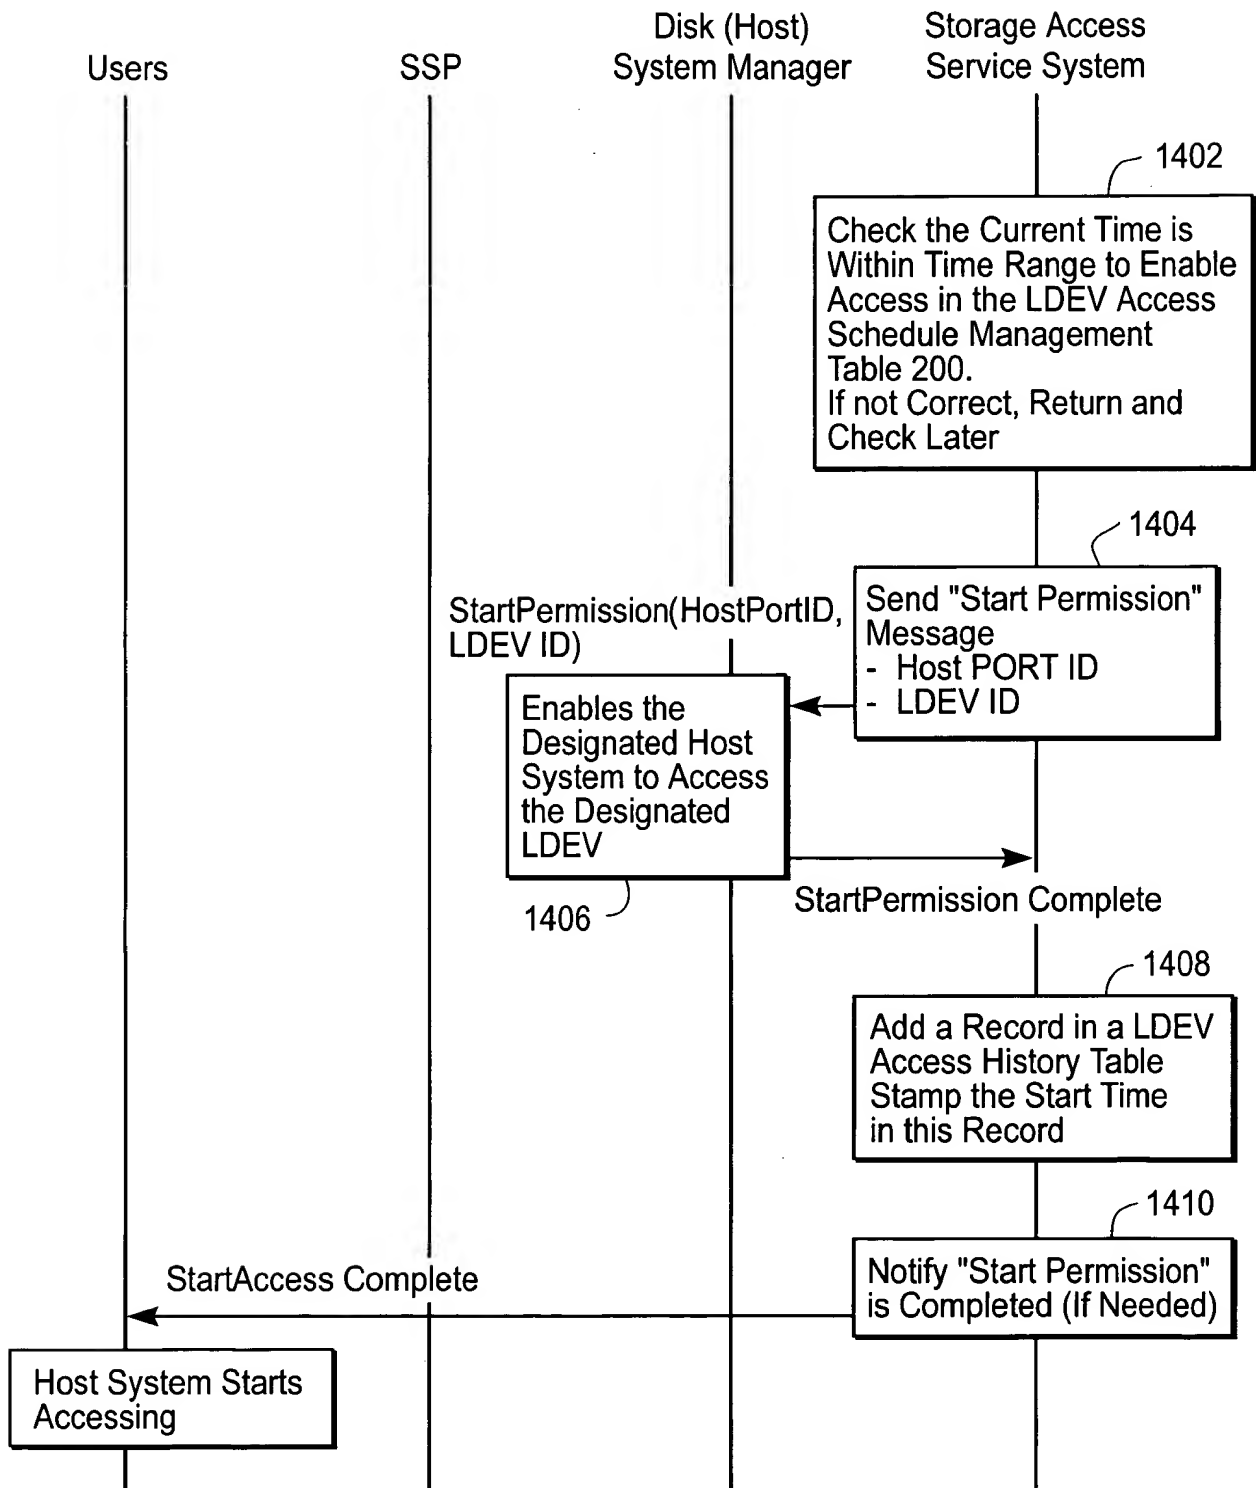 Users
SSP
Disk (Host)
System Manager
Storage Access
Service System
1402
Check the Current Time is
Within Time Range to Enable
Access in the LDEV Access
Schedule Management
Table 200.
If not Correct, Return and
Check Later
1404
Send "Start Permission"
Message
- Host PORT ID
- LDEV ID
StartPermission(HostPortID,
LDEV ID)
Enables the
Designated Host
System to Access
the Designated
LDEV
1406
StartPermission Complete
1408
Add a Record in a LDEV
Access History Table
Stamp the Start Time
in this Record
1410
Notify "Start Permission"
is Completed (If Needed)
StartAccess Complete
Host System Starts
Accessing